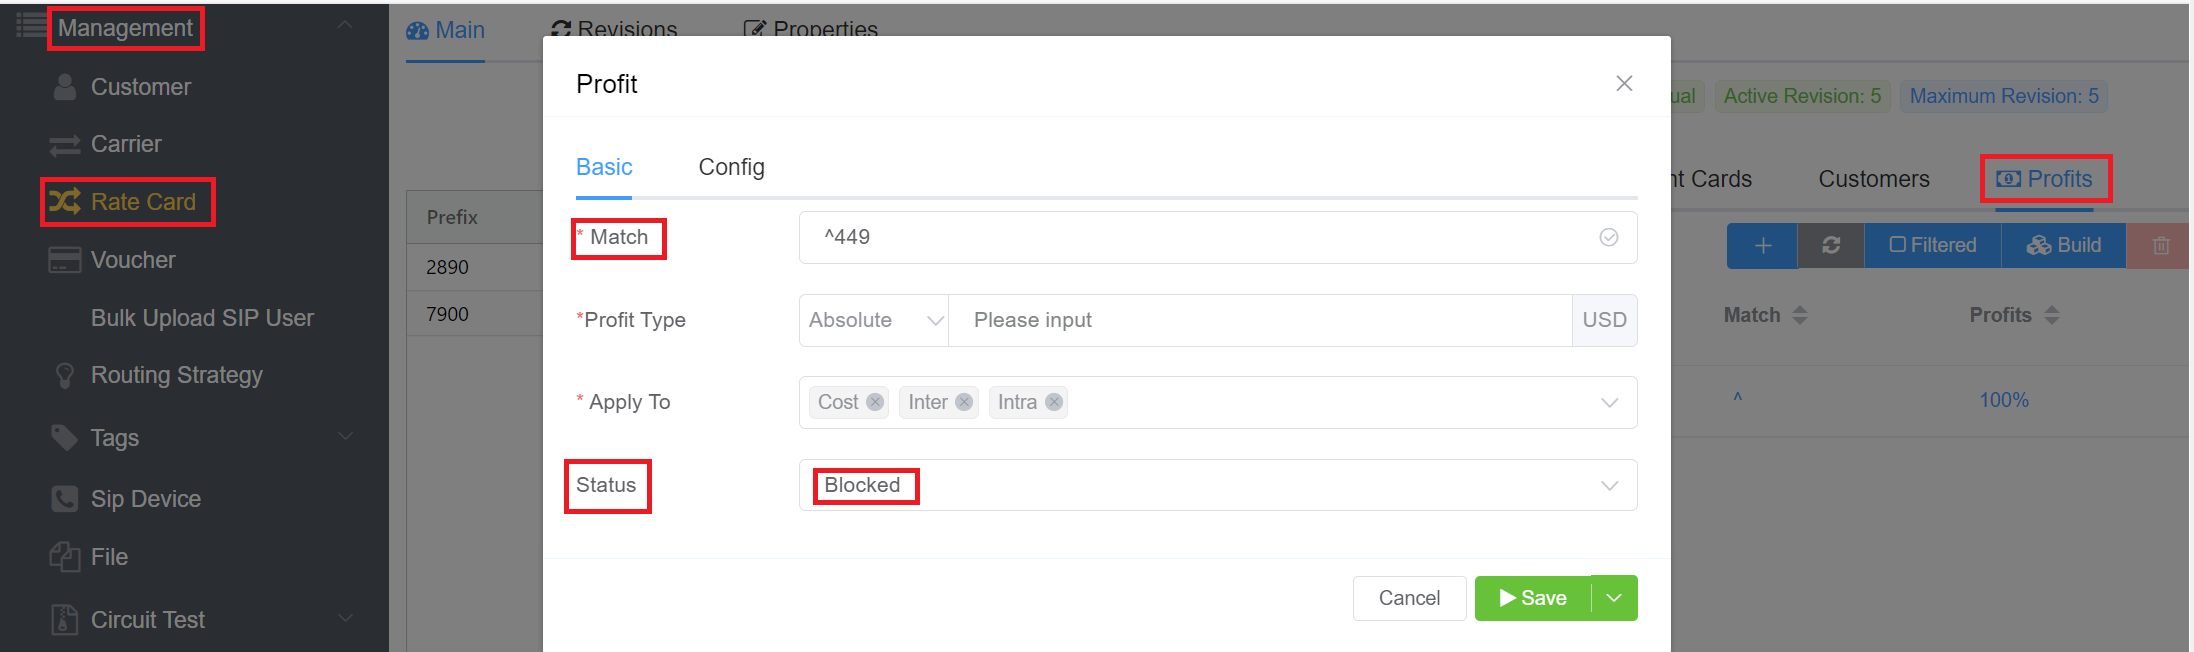 Management
Customer
Carrier
Rate Card
Voucher
Bulk Upload SIP User
Routing Strategy
Tags
Sip Device
File
Circuit Test
Main
Revisions
Properties
Prefix
2890
7900
Profit
Basic
Config
* Match
^449
*Profit Type
Absolute
Please input
USD
* Apply To
Cost
Inter
Intra
Status
Blocked
Cancel
Save
Active Revision: 5
Maximum Revision: 5
Cards
Customers
Profits
Filtered
Build
Match
Profits
^
100%